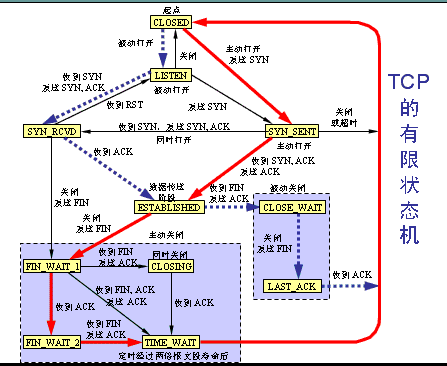 起点
CLOSED
被动打开
关闭
主动打开
发送 SYN
LISTEN
收到 SYN
发送 SYN, ACK
收到 RST
被动打开
发送 SYN
SYN_RCVD
收到 SYN, 发送 SYN, ACK
同时打开
SYN_SENT
关闭
或超时
主动打开
收到 ACK
收到 SYN, ACK
发送 ACK
关闭
发送 FIN
数据传送
阶段
ESTABLISHED
收到 FIN
发送 ACK
被动关闭
CLOSE_WAIT
关闭
发送 FIN
关闭
发送 FIN
LAST_ACK
收到 ACK
主动关闭
FIN_WAIT_1
收到 FIN
发送 ACK
同时关闭
CLOSING
收到 ACK
收到 FIN, ACK
发送 ACK
收到 ACK
FIN_WAIT_2
收到 FIN
发送 ACK
TIME_WAIT
定时经过两倍报文段寿命后
TCP
的
有
限
状
态
机